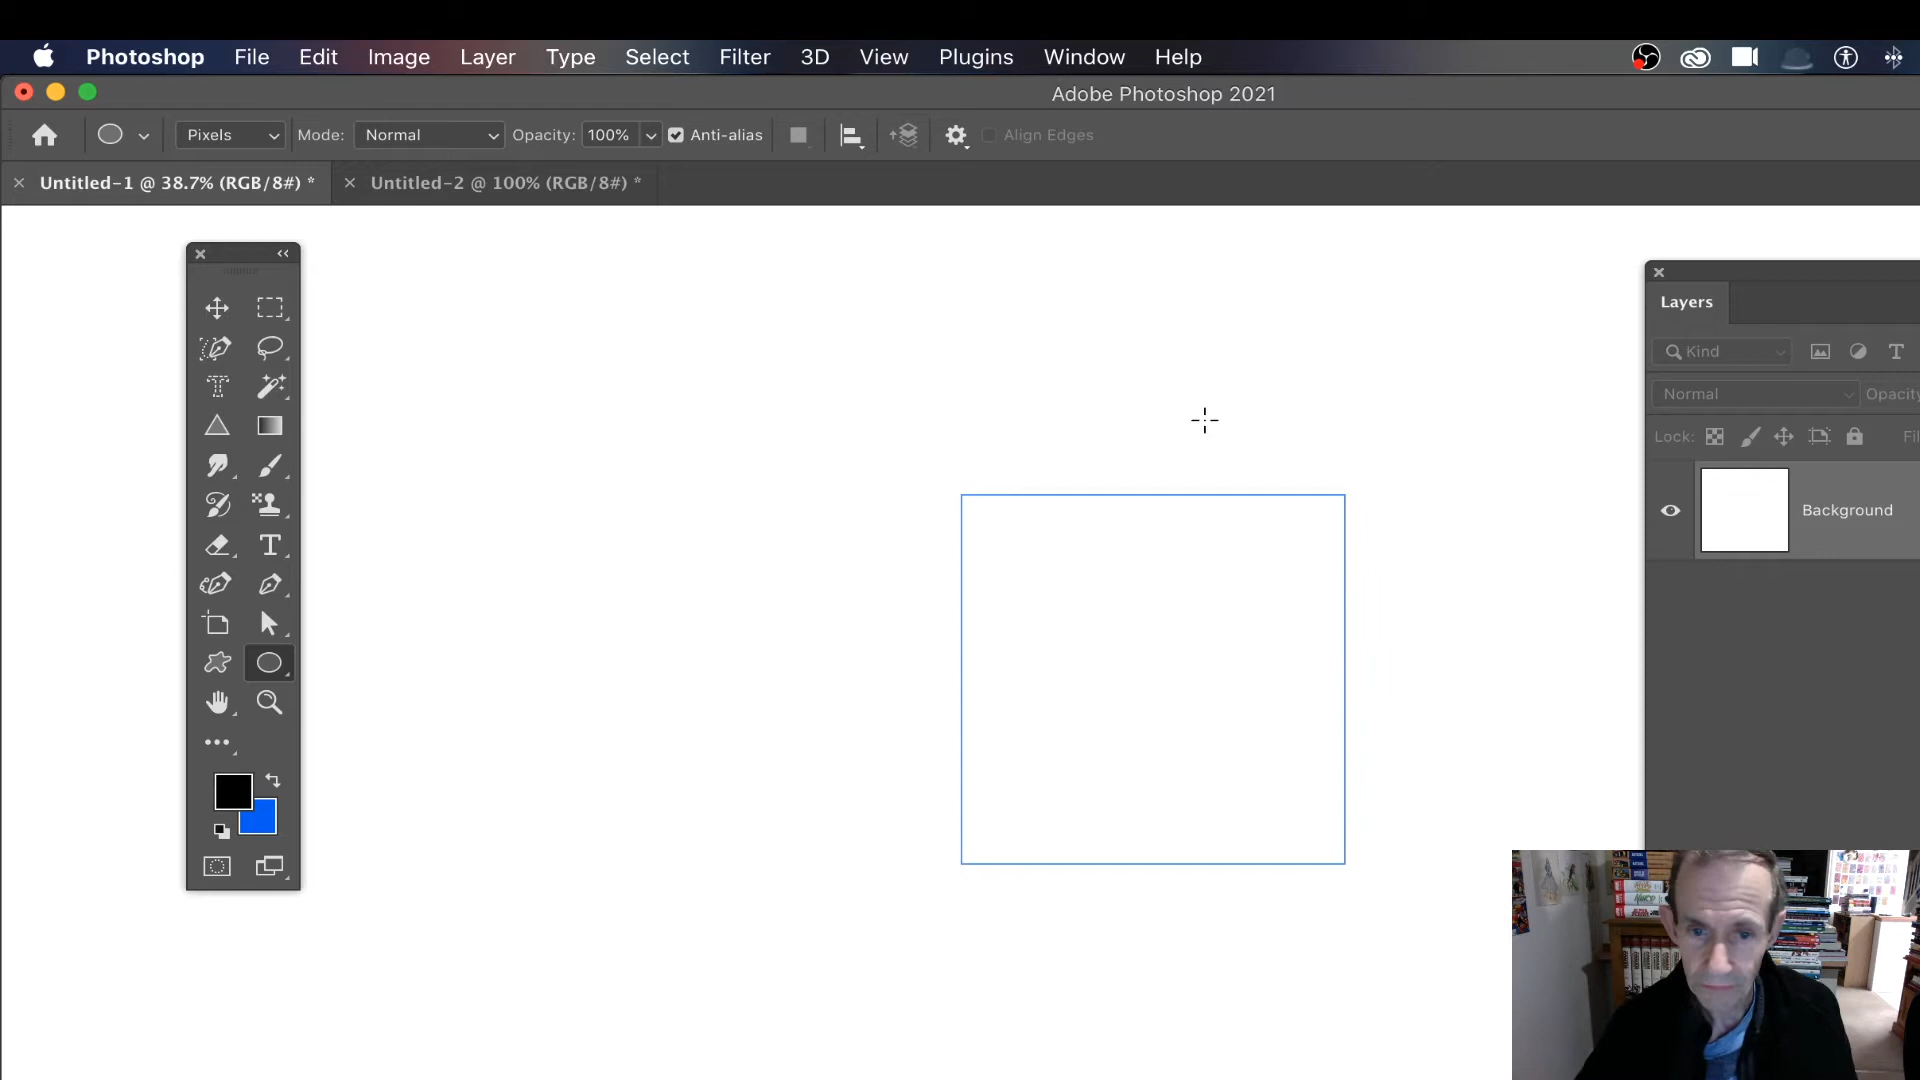 Photoshop File Edit Image Layer Type Select Filter 3D View Plugins Window Help
Adobe Photoshop 2021
Pixels Mode: Normal Opacity: 100% Anti-alias Align Edges
Untitled-1 @ 38.7% (RGB/8#) * Untitled-2 @ 100% (RGB/8#) *
Layers
Kind
Normal Opacity
Lock: Fil
Background